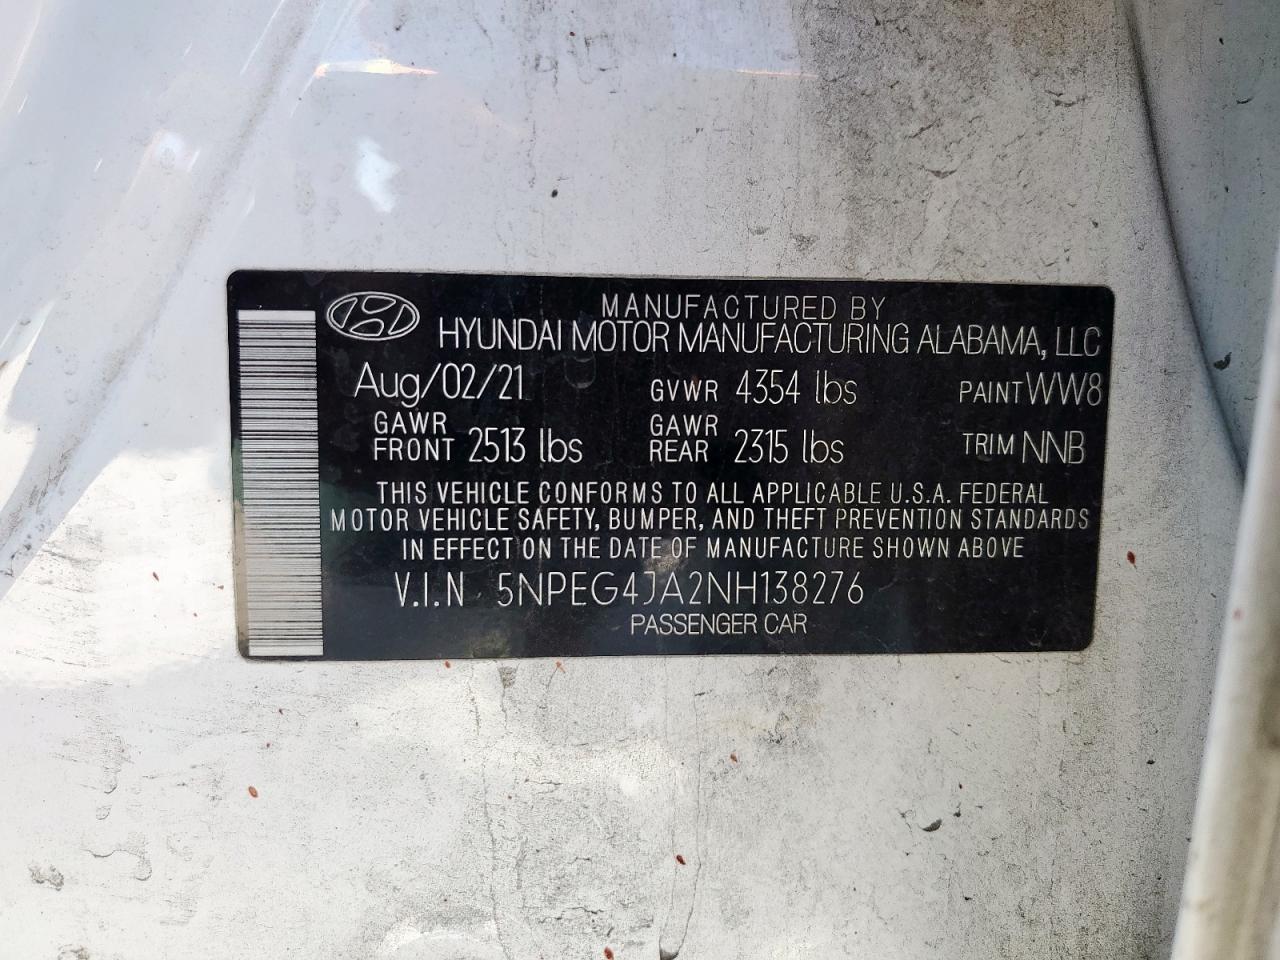 MANUFACTURED BY
HYUNDAI MOTOR MANUFACTURING ALABAMA, LLC
Aug/02/21 GVWR 4354 lbs PAINT WW8
GAWR FRONT 2513 lbs GAWR REAR 2315 lbs TRIM NNB
THIS VEHICLE CONFORMS TO ALL APPLICABLE U.S.A. FEDERAL
MOTOR VEHICLE SAFETY, BUMPER, AND THEFT PREVENTION STANDARDS
IN EFFECT ON THE DATE OF MANUFACTURE SHOWN ABOVE
V.I.N 5NPEG4JA2NH138276
PASSENGER CAR